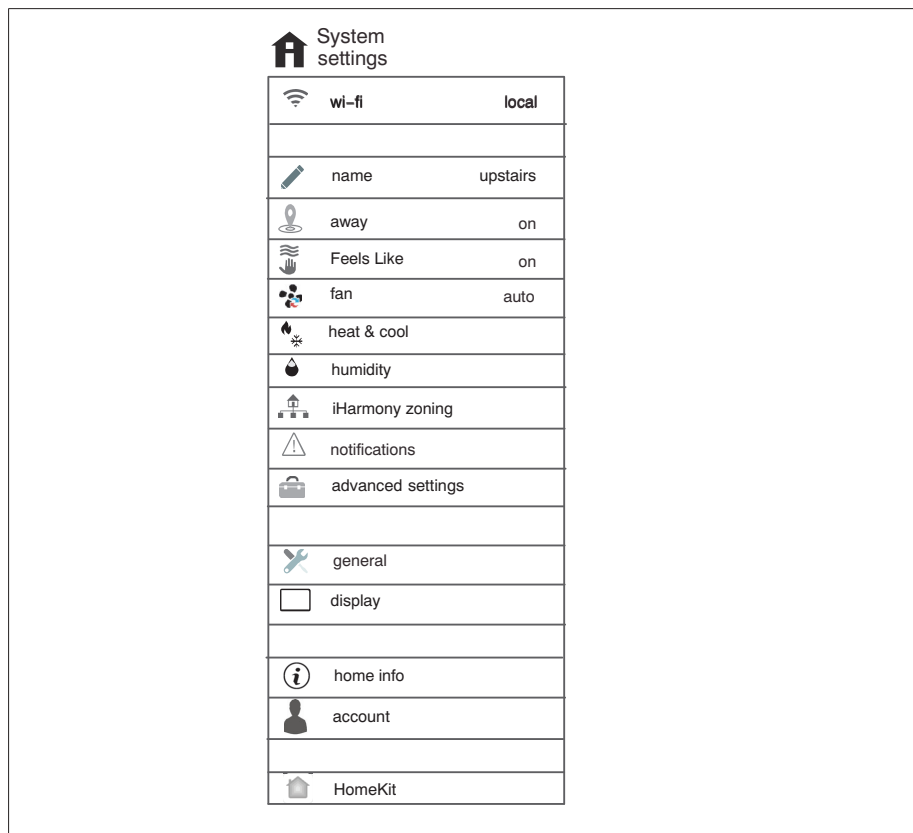 System
settings
wi–fi local
name upstairs
away on
Feels Like on
fan auto
heat & cool
humidity
iHarmony zoning
notifications
advanced settings
general
display
home info
account
HomeKit